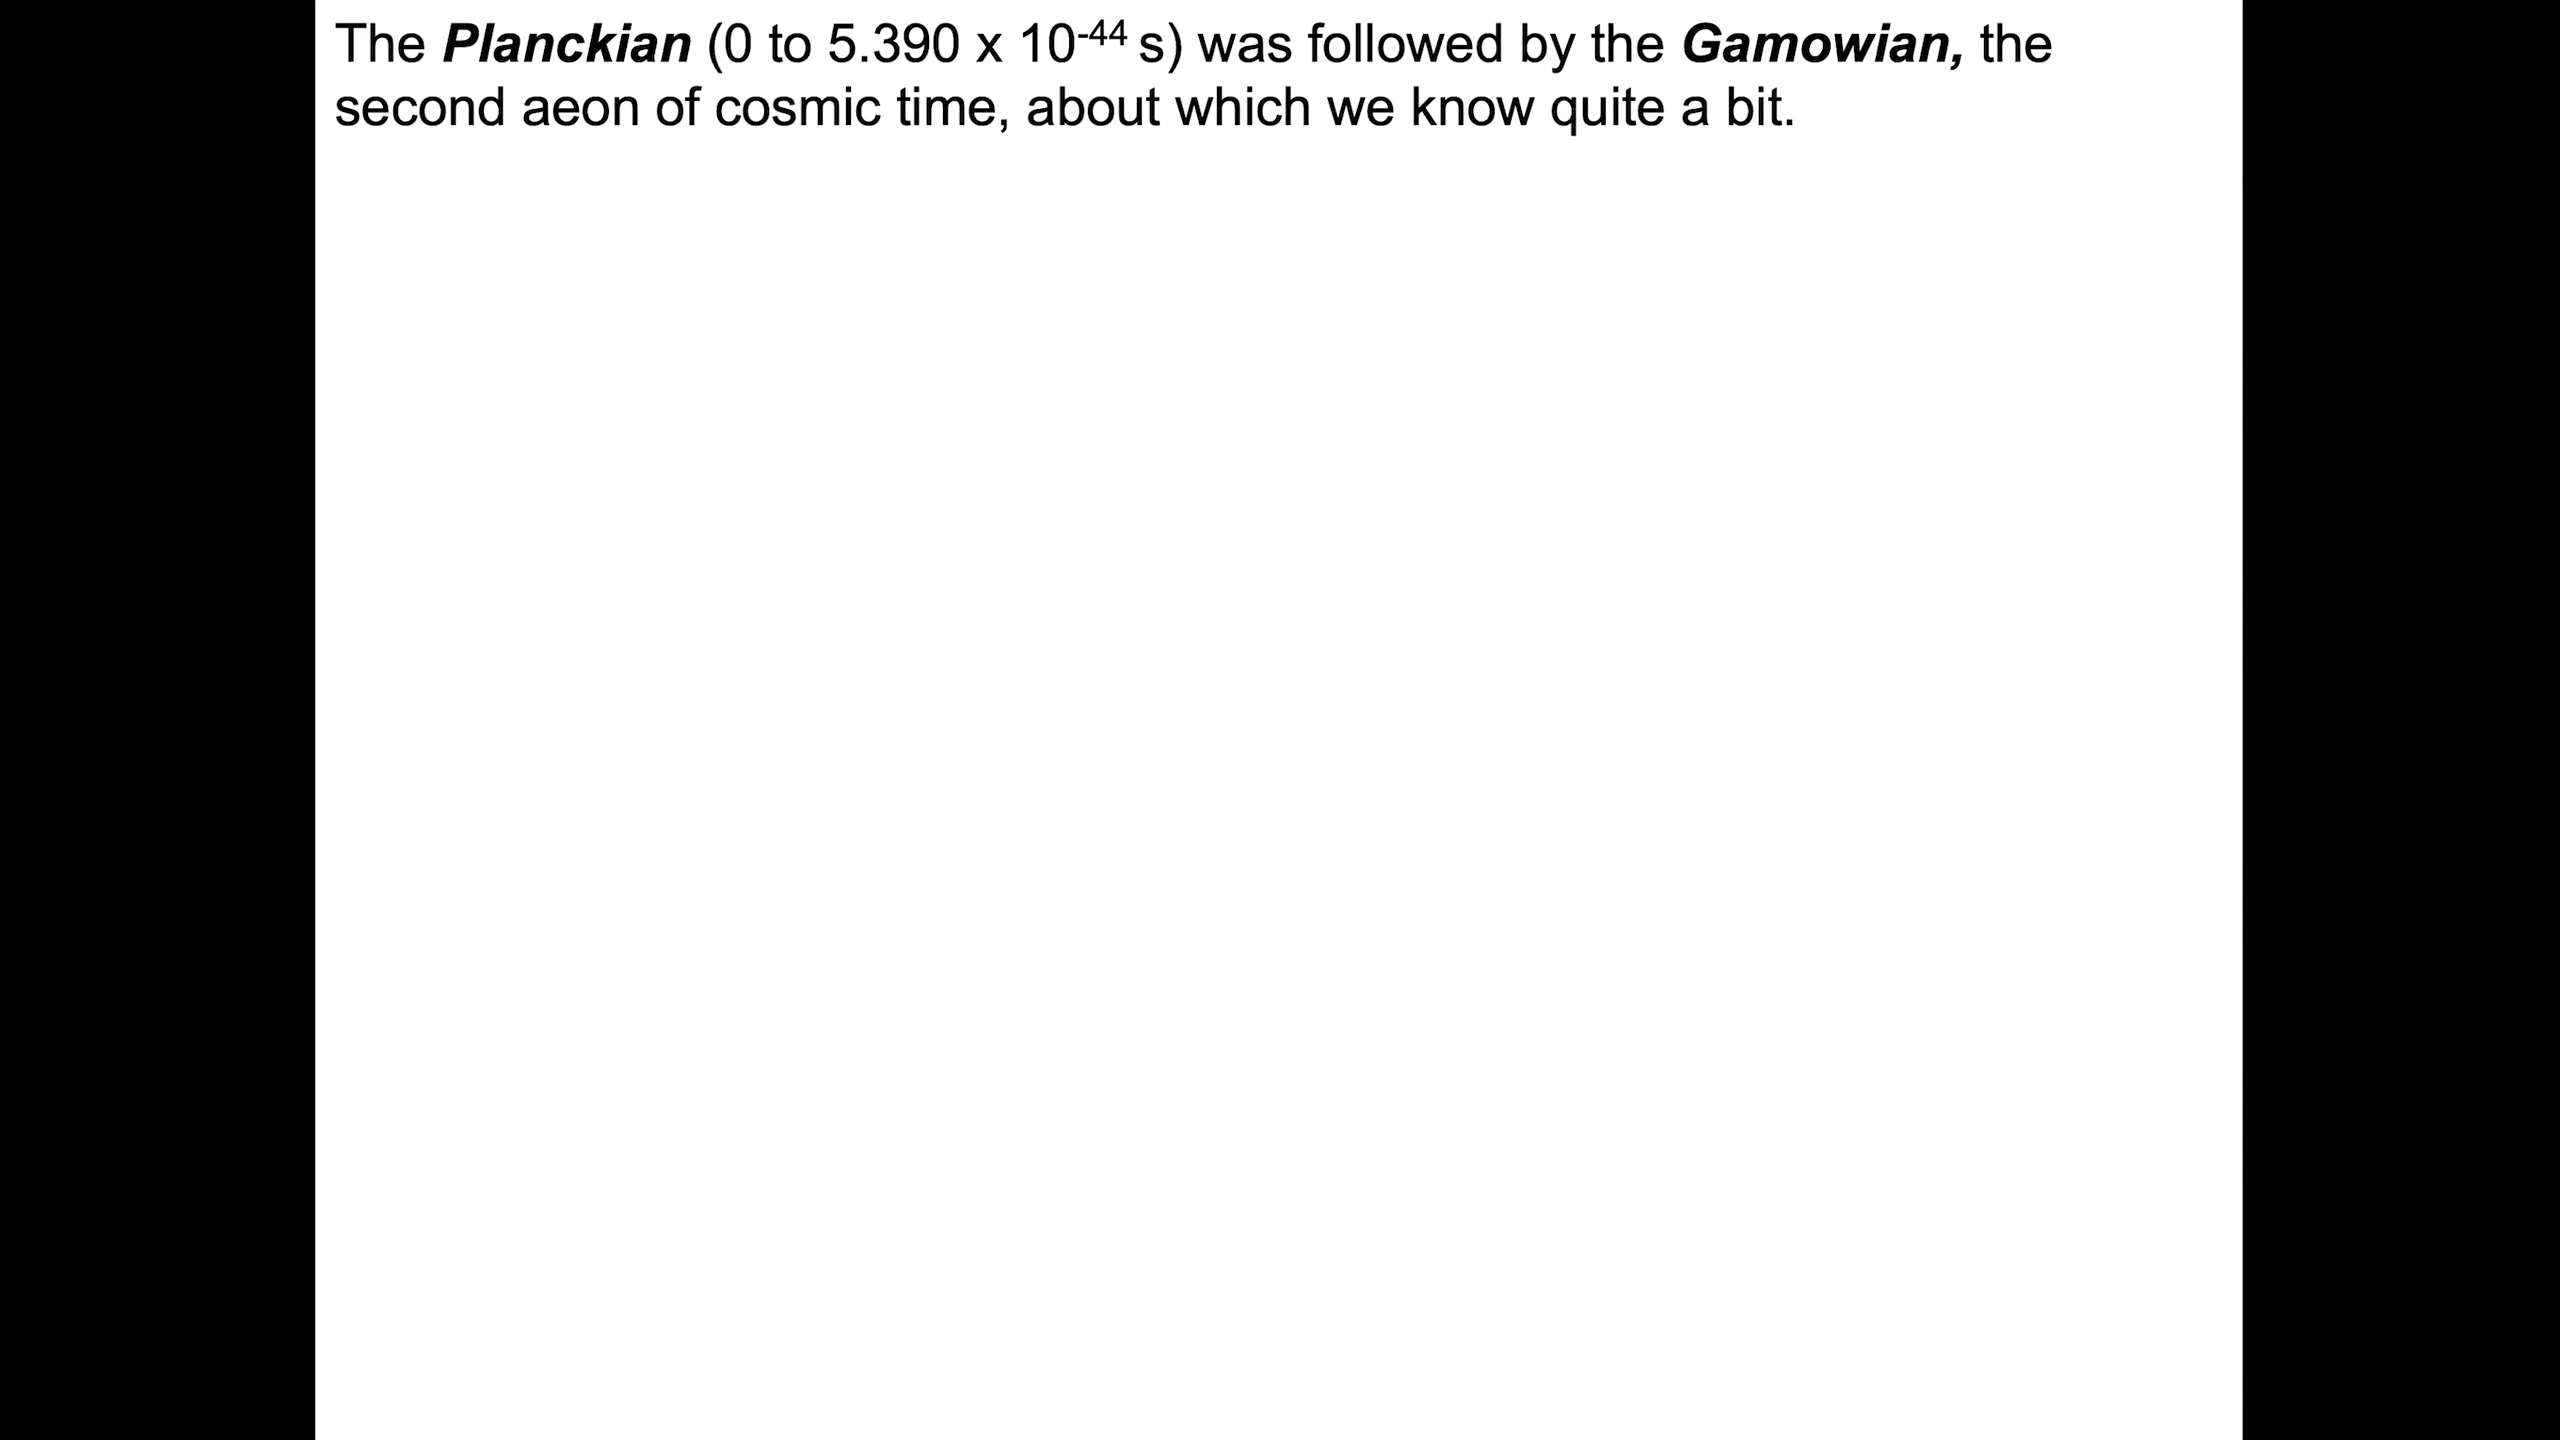 The Planckian (0 to 5.390 x 10⁻⁴⁴ s) was followed by the Gamowian, the
second aeon of cosmic time, about which we know quite a bit.